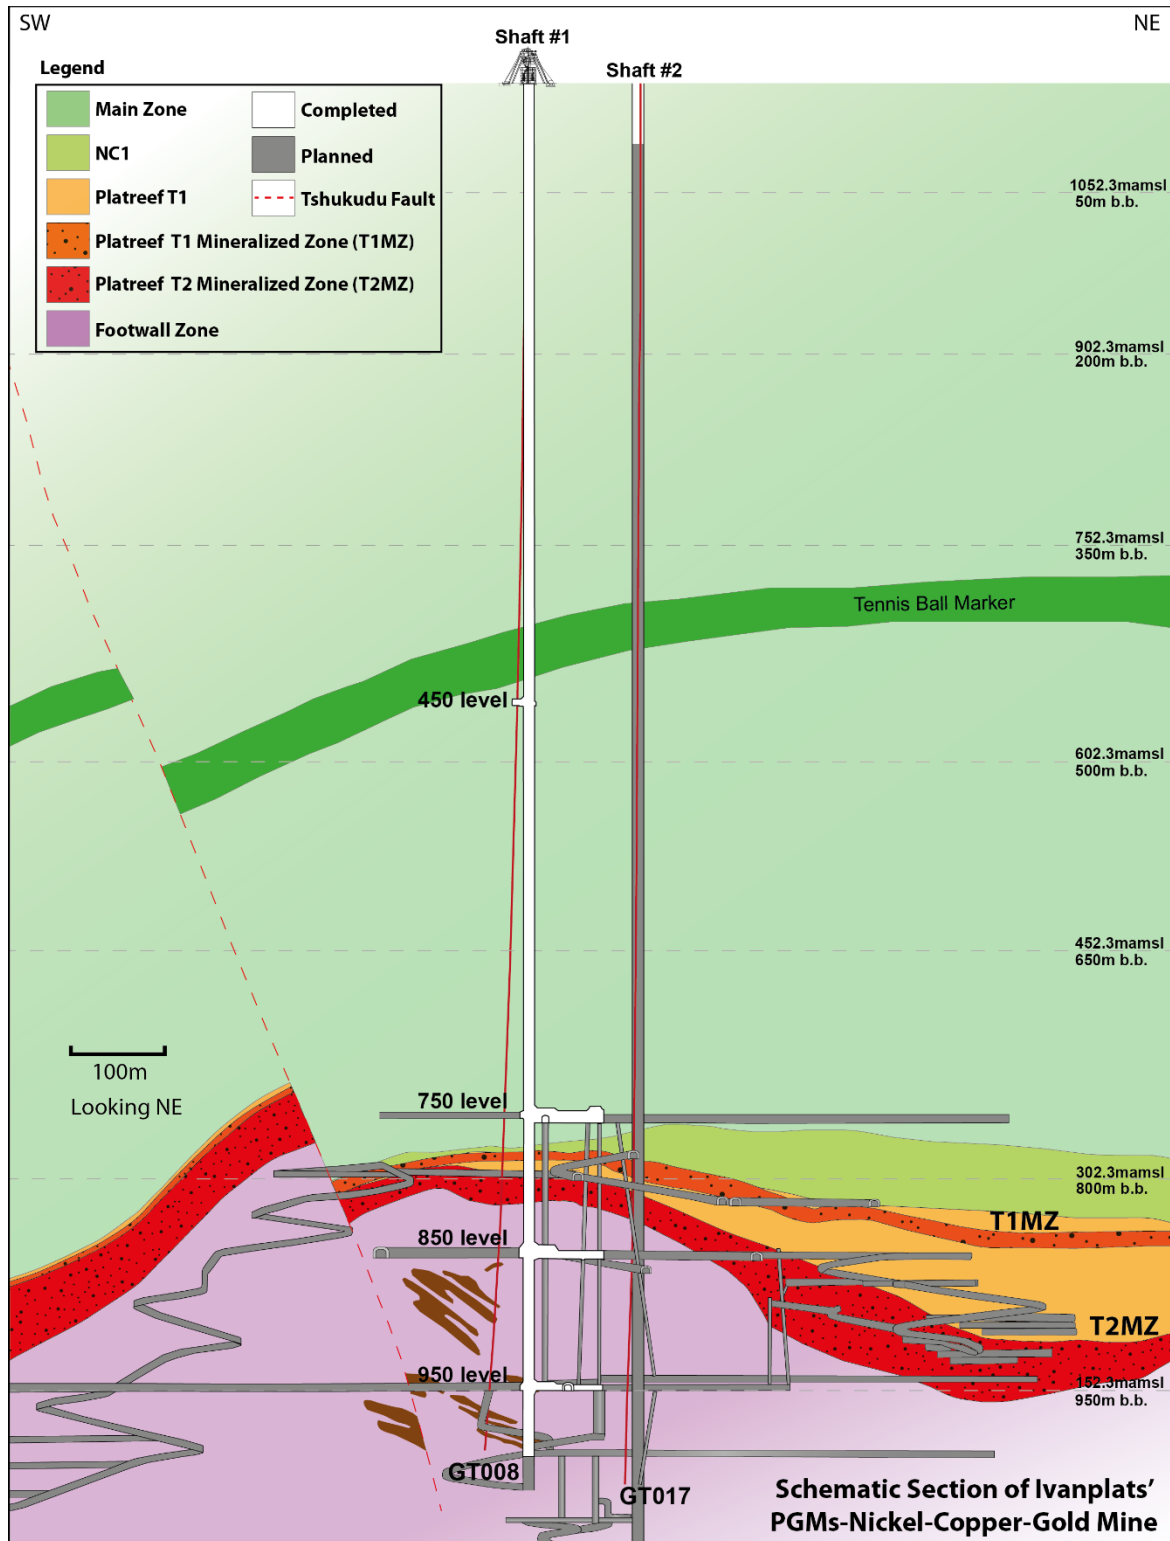 SW
NE
Shaft #1
Shaft #2
Legend
Main Zone
NC1
Platreef T1
Platreef T1 Mineralized Zone (T1MZ)
Platreef T2 Mineralized Zone (T2MZ)
Footwall Zone
Completed
Planned
Tshukudu Fault
1052.3mamsl
50m b.b.
902.3mamsl
200m b.b.
752.3mamsl
350m b.b.
Tennis Ball Marker
450 level
602.3mamsl
500m b.b.
452.3mamsl
650m b.b.
100m
Looking NE
750 level
302.3mamsl
800m b.b.
T1MZ
850 level
T2MZ
950 level
152.3mamsl
950m b.b.
GT008
GT017
Schematic Section of Ivanplats’
PGMs-Nickel-Copper-Gold Mine